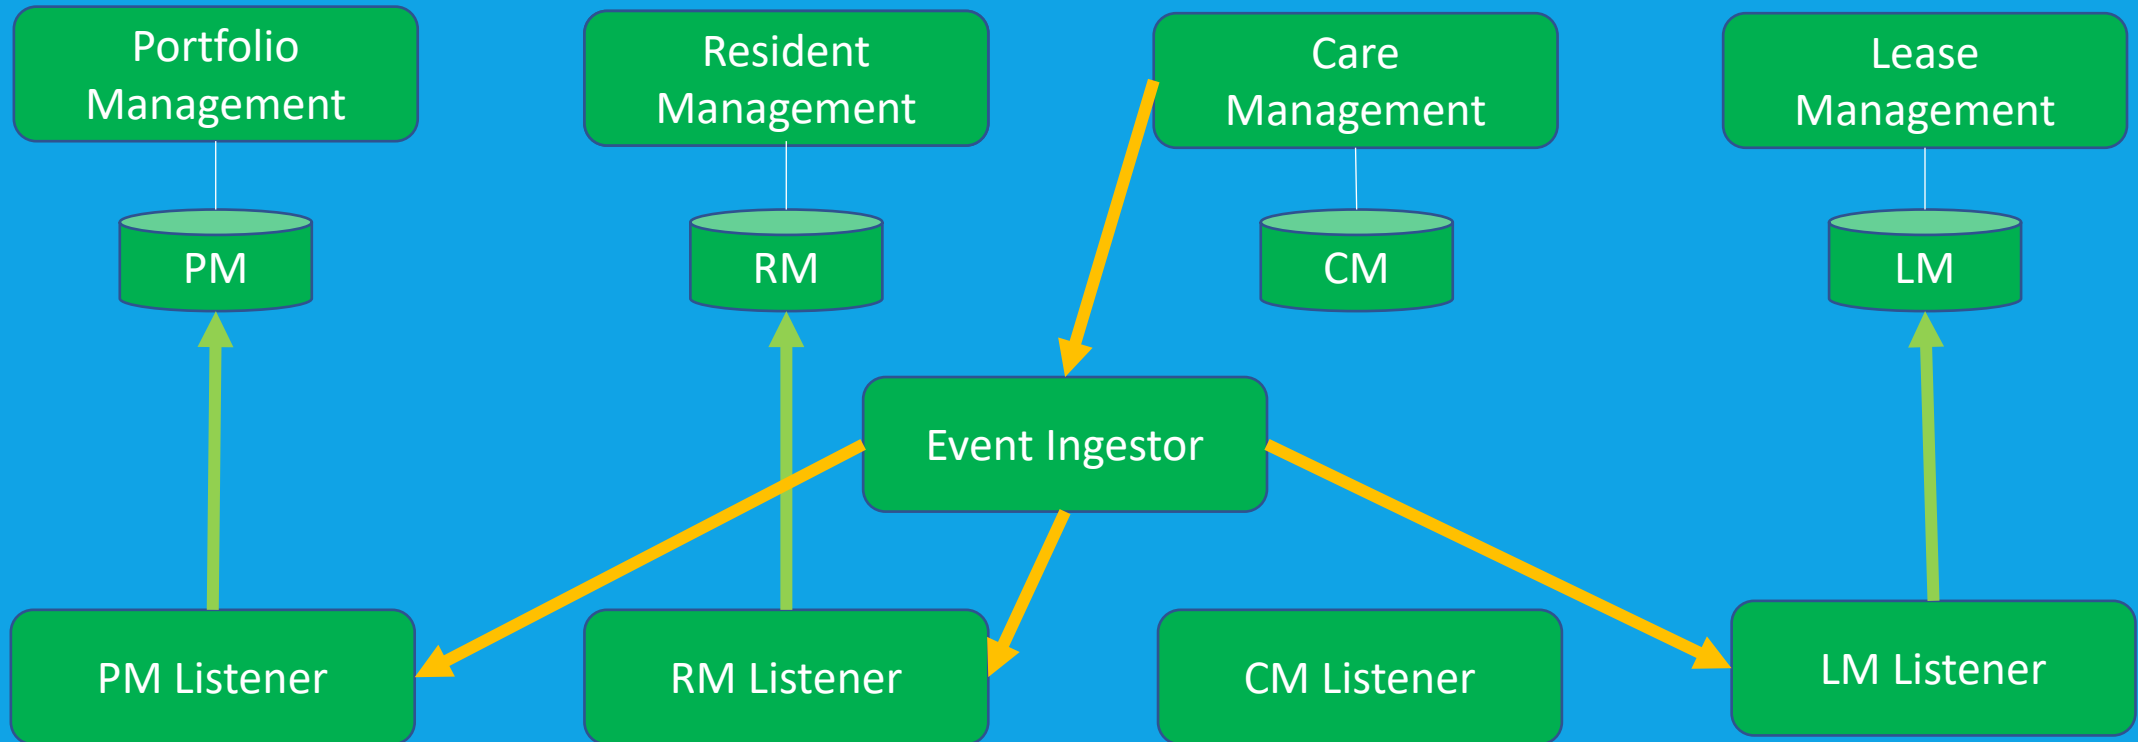 Portfolio
Management
Resident
Management
Care
Management
Lease
Management
PM
RM
CM
LM
Event Ingestor
PM Listener
RM Listener
CM Listener
LM Listener